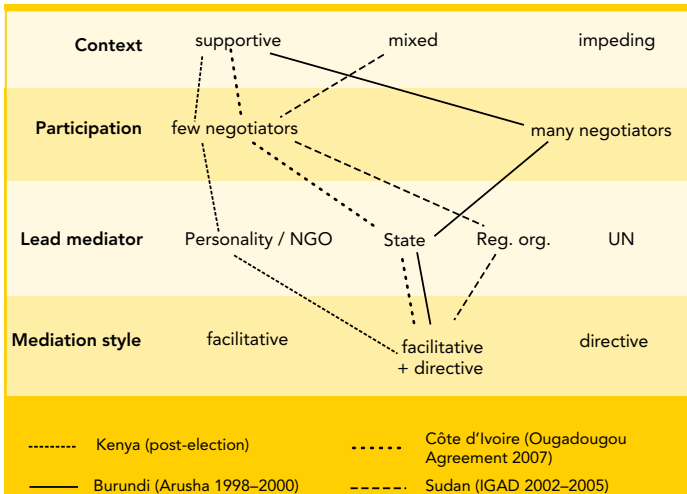 Context supportive mixed impeding
Participation few negotiators many negotiators
Lead mediator Personality / NGO State Reg. org. UN
Mediation style facilitative facilitative directive
+ directive
Kenya (post-election) Côte d'Ivoire (Ougadougou
Agreement 2007)
Burundi (Arusha 1998–2000) Sudan (IGAD 2002–2005)